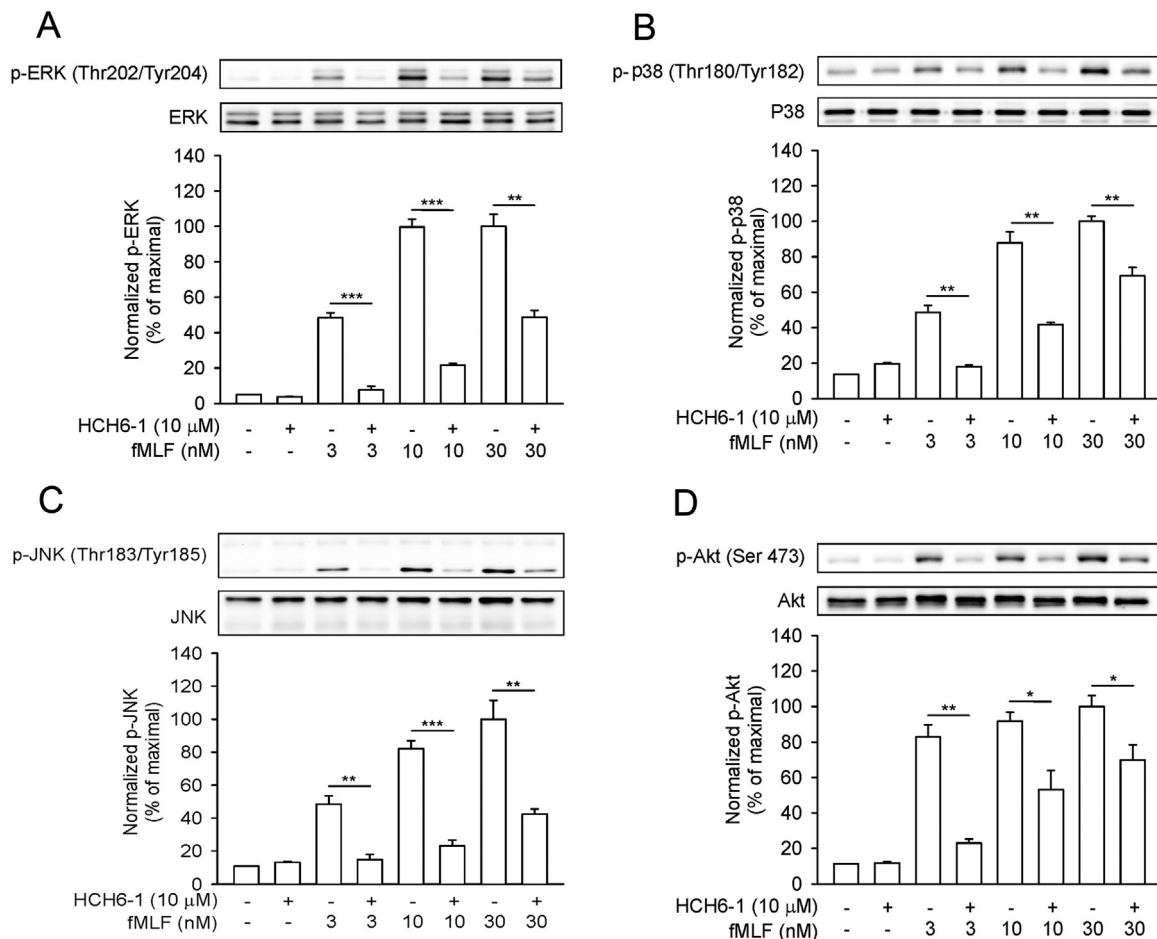 A
p-ERK (Thr202/Tyr204)
ERK
Normalized p-ERK
(% of maximal)
140
120
100
80
60
40
20
0
*** *** **
HCH6-1 (10 μM) - + - + - + - +
fMLF (nM) - - 3 3 10 10 30 30
B
p-p38 (Thr180/Tyr182)
P38
Normalized p-p38
(% of maximal)
140
120
100
80
60
40
20
0
** ** **
HCH6-1 (10 μM) - + - + - + - +
fMLF (nM) - - 3 3 10 10 30 30
C
p-JNK (Thr183/Tyr185)
JNK
Normalized p-JNK
(% of maximal)
140
120
100
80
60
40
20
0
** *** **
HCH6-1 (10 μM) - + - + - + - +
fMLF (nM) - - 3 3 10 10 30 30
D
p-Akt (Ser 473)
Akt
Normalized p-Akt
(% of maximal)
140
120
100
80
60
40
20
0
** * *
HCH6-1 (10 μM) - + - + - + - +
fMLF (nM) - - 3 3 10 10 30 30